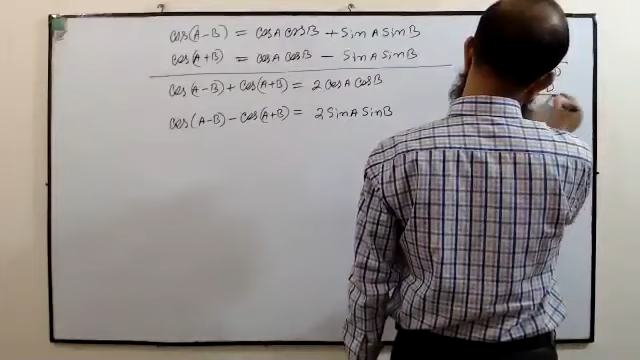 cos(A-B) = cosA cosB + SinA SinB
cos(A+B) = cosA cosB - SinA SinB
cos(A-B) + cos(A+B) = 2 cosA cosB
cos(A-B) - cos(A+B) = 2 SinA SinB